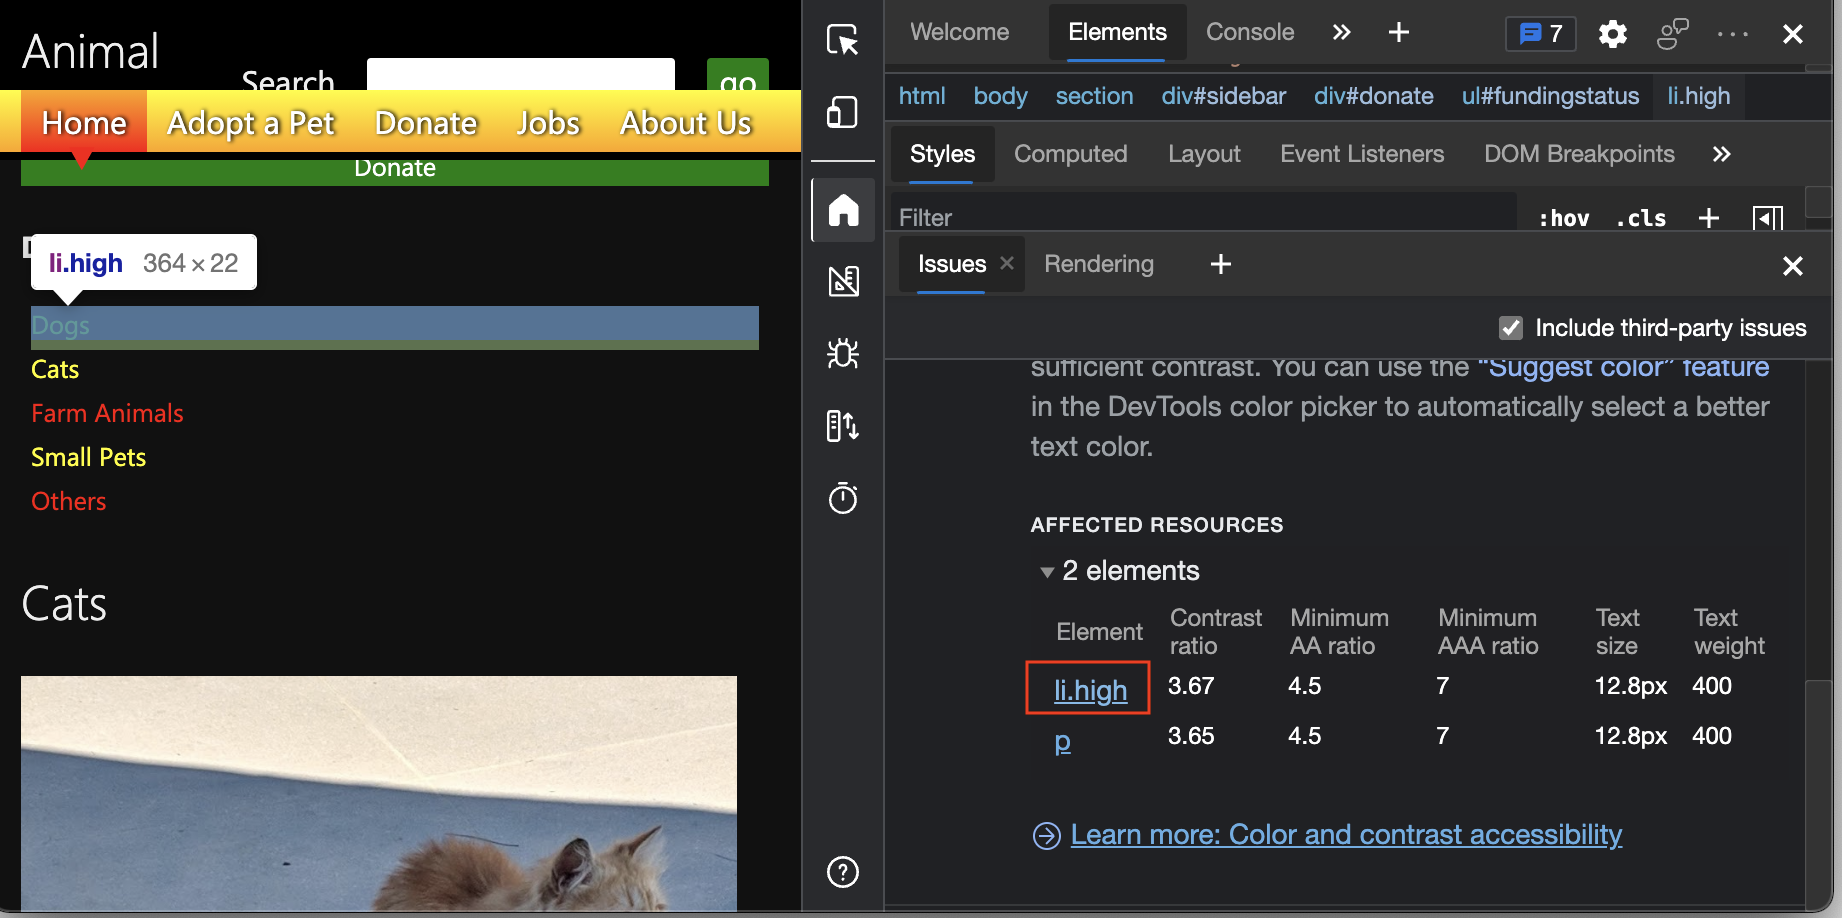 Animal
Search
go
Home
Adopt a Pet
Donate
Jobs
About Us
Donate
li.high 364 × 22
Dogs
Cats
Farm Animals
Small Pets
Others
Cats
Welcome
Elements
Console
7
html
body
section
div#sidebar
div#donate
ul#fundingstatus
li.high
Styles
Computed
Layout
Event Listeners
DOM Breakpoints
Filter
:hov
.cls
Issues
Rendering
Include third-party issues
sufficient contrast. You can use the “Suggest color” feature
in the DevTools color picker to automatically select a better
text color.
AFFECTED RESOURCES
2 elements
Element
Contrast ratio
Minimum AA ratio
Minimum AAA ratio
Text size
Text weight
li.high 3.67 4.5 7 12.8px 400
p 3.65 4.5 7 12.8px 400
Learn more: Color and contrast accessibility